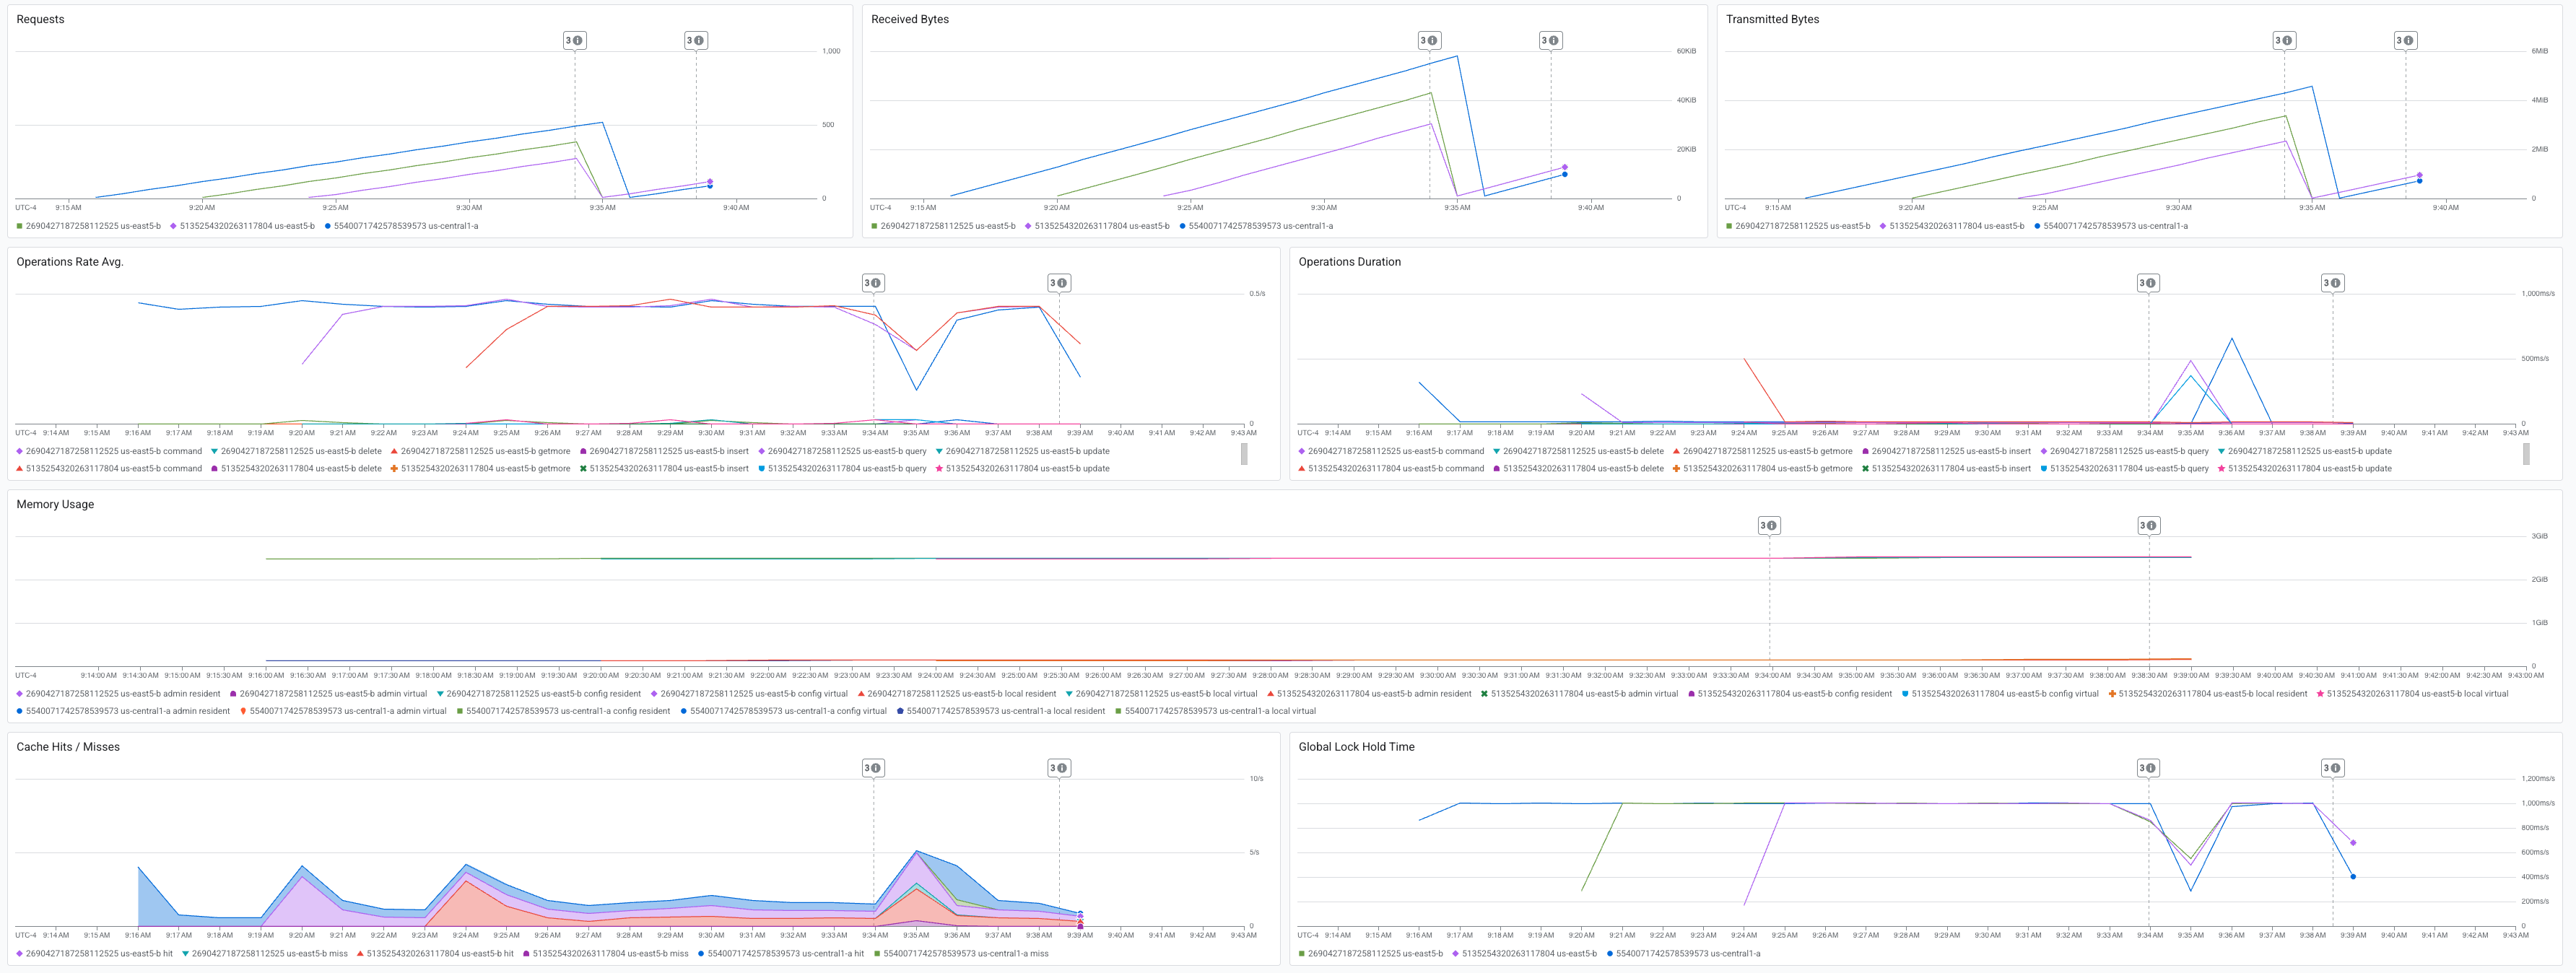 Requests
3
3
1,000
500
0
UTC-4 9:15 AM 9:20 AM 9:25 AM 9:30 AM 9:35 AM 9:40 AM
2690427187258112525 us-east5-b 5135254320263117804 us-east5-b 5540071742578539573 us-central1-a
Received Bytes
3
3
60KiB
40KiB
20KiB
0
UTC-4 9:15 AM 9:20 AM 9:25 AM 9:30 AM 9:35 AM 9:40 AM
2690427187258112525 us-east5-b 5135254320263117804 us-east5-b 5540071742578539573 us-central1-a
Transmitted Bytes
3
3
6MiB
4MiB
2MiB
0
UTC-4 9:15 AM 9:20 AM 9:25 AM 9:30 AM 9:35 AM 9:40 AM
2690427187258112525 us-east5-b 5135254320263117804 us-east5-b 5540071742578539573 us-central1-a
Operations Rate Avg.
3
3
0.5/s
0
UTC-4 9:14 AM 9:15 AM 9:16 AM 9:17 AM 9:18 AM 9:19 AM 9:20 AM 9:21 AM 9:22 AM 9:23 AM 9:24 AM 9:25 AM 9:26 AM 9:27 AM 9:28 AM 9:29 AM 9:30 AM 9:31 AM 9:32 AM 9:33 AM 9:34 AM 9:35 AM 9:36 AM 9:37 AM 9:38 AM 9:39 AM 9:40 AM 9:41 AM 9:42 AM 9:43 AM
2690427187258112525 us-east5-b command 2690427187258112525 us-east5-b delete 2690427187258112525 us-east5-b getmore 2690427187258112525 us-east5-b insert 2690427187258112525 us-east5-b query 2690427187258112525 us-east5-b update
5135254320263117804 us-east5-b command 5135254320263117804 us-east5-b delete 5135254320263117804 us-east5-b getmore 5135254320263117804 us-east5-b insert 5135254320263117804 us-east5-b query 5135254320263117804 us-east5-b update
Operations Duration
3
3
1,000ms/s
500ms/s
0
UTC-4 9:14 AM 9:15 AM 9:16 AM 9:17 AM 9:18 AM 9:19 AM 9:20 AM 9:21 AM 9:22 AM 9:23 AM 9:24 AM 9:25 AM 9:26 AM 9:27 AM 9:28 AM 9:29 AM 9:30 AM 9:31 AM 9:32 AM 9:33 AM 9:34 AM 9:35 AM 9:36 AM 9:37 AM 9:38 AM 9:39 AM 9:40 AM 9:41 AM 9:42 AM 9:43 AM
2690427187258112525 us-east5-b command 2690427187258112525 us-east5-b delete 2690427187258112525 us-east5-b getmore 2690427187258112525 us-east5-b insert 2690427187258112525 us-east5-b query 2690427187258112525 us-east5-b update
5135254320263117804 us-east5-b command 5135254320263117804 us-east5-b delete 5135254320263117804 us-east5-b getmore 5135254320263117804 us-east5-b insert 5135254320263117804 us-east5-b query 5135254320263117804 us-east5-b update
Memory Usage
3
3
3GiB
2GiB
1GiB
0
UTC-4 9:14:00 AM 9:14:30 AM 9:15:00 AM 9:15:30 AM 9:16:00 AM 9:16:30 AM 9:17:00 AM 9:17:30 AM 9:18:00 AM 9:18:30 AM 9:19:00 AM 9:19:30 AM 9:20:00 AM 9:20:30 AM 9:21:00 AM 9:21:30 AM 9:22:00 AM 9:22:30 AM 9:23:00 AM 9:23:30 AM 9:24:00 AM 9:24:30 AM 9:25:00 AM 9:25:30 AM 9:26:00 AM 9:26:30 AM 9:27:00 AM 9:27:30 AM 9:28:00 AM 9:28:30 AM 9:29:00 AM 9:29:30 AM 9:30:00 AM 9:30:30 AM 9:31:00 AM 9:31:30 AM 9:32:00 AM 9:32:30 AM 9:33:00 AM 9:33:30 AM 9:34:00 AM 9:34:30 AM 9:35:00 AM 9:35:30 AM 9:36:00 AM 9:36:30 AM 9:37:00 AM 9:37:30 AM 9:38:00 AM 9:38:30 AM 9:39:00 AM 9:39:30 AM 9:40:00 AM 9:40:30 AM 9:41:00 AM 9:41:30 AM 9:42:00 AM 9:42:30 AM 9:43:00 AM
2690427187258112525 us-east5-b admin resident 2690427187258112525 us-east5-b admin virtual 2690427187258112525 us-east5-b config resident 2690427187258112525 us-east5-b config virtual 2690427187258112525 us-east5-b local resident 2690427187258112525 us-east5-b local virtual 5135254320263117804 us-east5-b admin resident 5135254320263117804 us-east5-b admin virtual 5135254320263117804 us-east5-b config resident 5135254320263117804 us-east5-b config virtual 5135254320263117804 us-east5-b local resident 5135254320263117804 us-east5-b local virtual
5540071742578539573 us-central1-a admin resident 5540071742578539573 us-central1-a admin virtual 5540071742578539573 us-central1-a config resident 5540071742578539573 us-central1-a config virtual 5540071742578539573 us-central1-a local resident 5540071742578539573 us-central1-a local virtual
Cache Hits / Misses
3
3
10/s
5/s
0
UTC-4 9:14 AM 9:15 AM 9:16 AM 9:17 AM 9:18 AM 9:19 AM 9:20 AM 9:21 AM 9:22 AM 9:23 AM 9:24 AM 9:25 AM 9:26 AM 9:27 AM 9:28 AM 9:29 AM 9:30 AM 9:31 AM 9:32 AM 9:33 AM 9:34 AM 9:35 AM 9:36 AM 9:37 AM 9:38 AM 9:39 AM 9:40 AM 9:41 AM 9:42 AM 9:43 AM
2690427187258112525 us-east5-b hit 2690427187258112525 us-east5-b miss 5135254320263117804 us-east5-b hit 5135254320263117804 us-east5-b miss 5540071742578539573 us-central1-a hit 5540071742578539573 us-central1-a miss
Global Lock Hold Time
3
3
1,200ms/s
1,000ms/s
800ms/s
600ms/s
400ms/s
200ms/s
0
UTC-4 9:14 AM 9:15 AM 9:16 AM 9:17 AM 9:18 AM 9:19 AM 9:20 AM 9:21 AM 9:22 AM 9:23 AM 9:24 AM 9:25 AM 9:26 AM 9:27 AM 9:28 AM 9:29 AM 9:30 AM 9:31 AM 9:32 AM 9:33 AM 9:34 AM 9:35 AM 9:36 AM 9:37 AM 9:38 AM 9:39 AM 9:40 AM 9:41 AM 9:42 AM 9:43 AM
2690427187258112525 us-east5-b 5135254320263117804 us-east5-b 5540071742578539573 us-central1-a